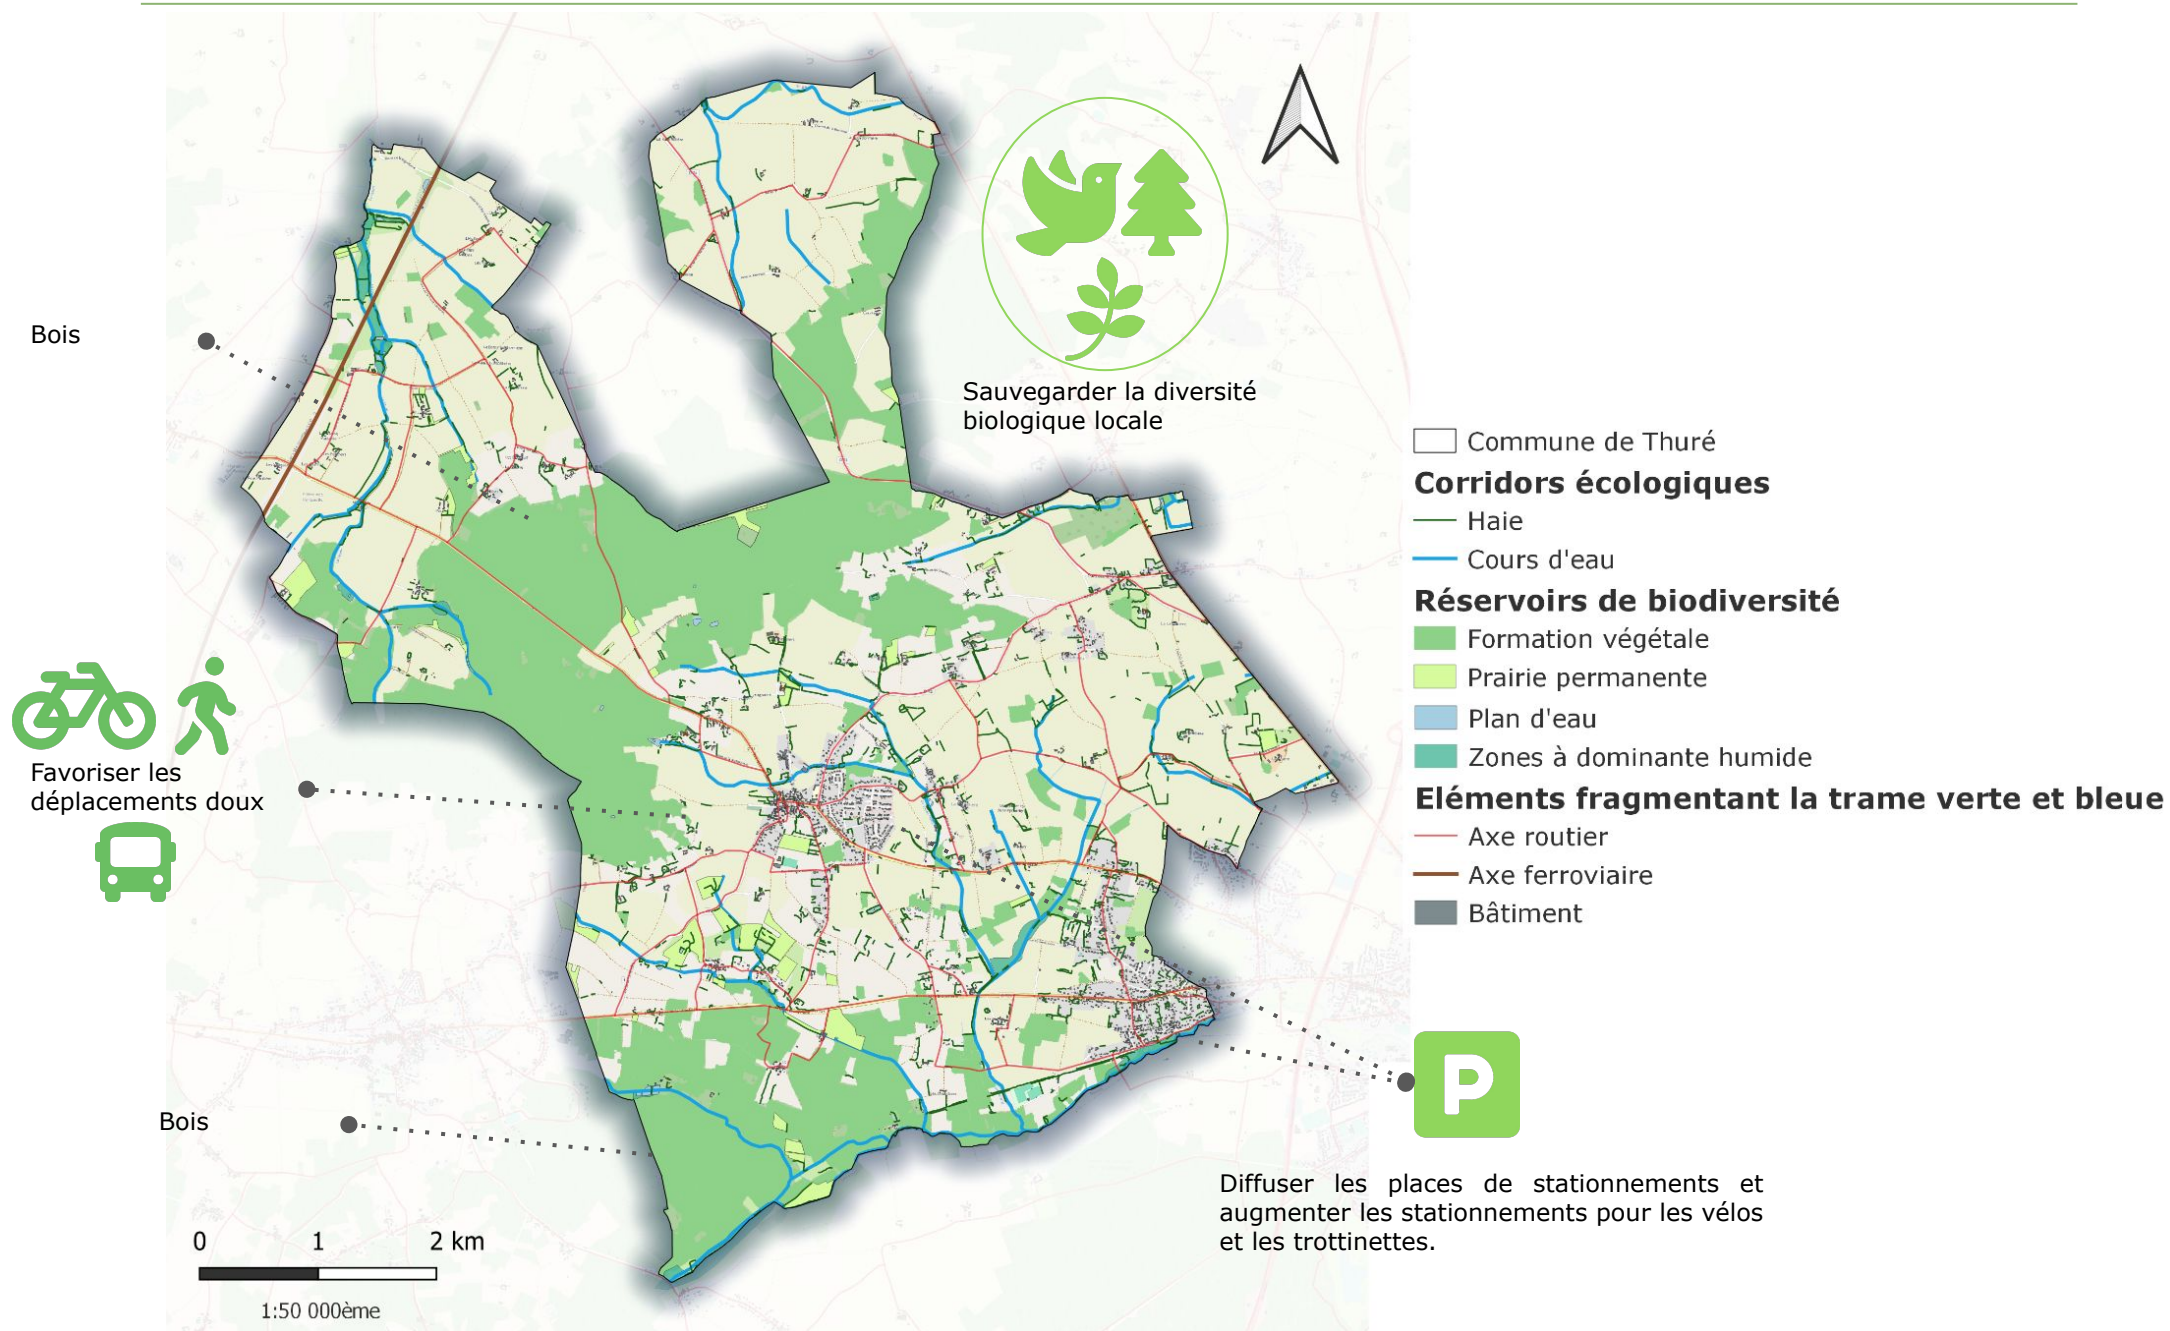 Bois
Sauvegarder la diversité
biologique locale
Commune de Thuré
Corridors écologiques
Haie
Cours d'eau
Réservoirs de biodiversité
Formation végétale
Prairie permanente
Plan d'eau
Zones à dominante humide
Eléments fragmentant la trame verte et bleue
Axe routier
Axe ferroviaire
Bâtiment
Favoriser les
déplacements doux
Bois
P
Diffuser les places de stationnements et
augmenter les stationnements pour les vélos
et les trottinettes.
0 1 2 km
1:50 000ème